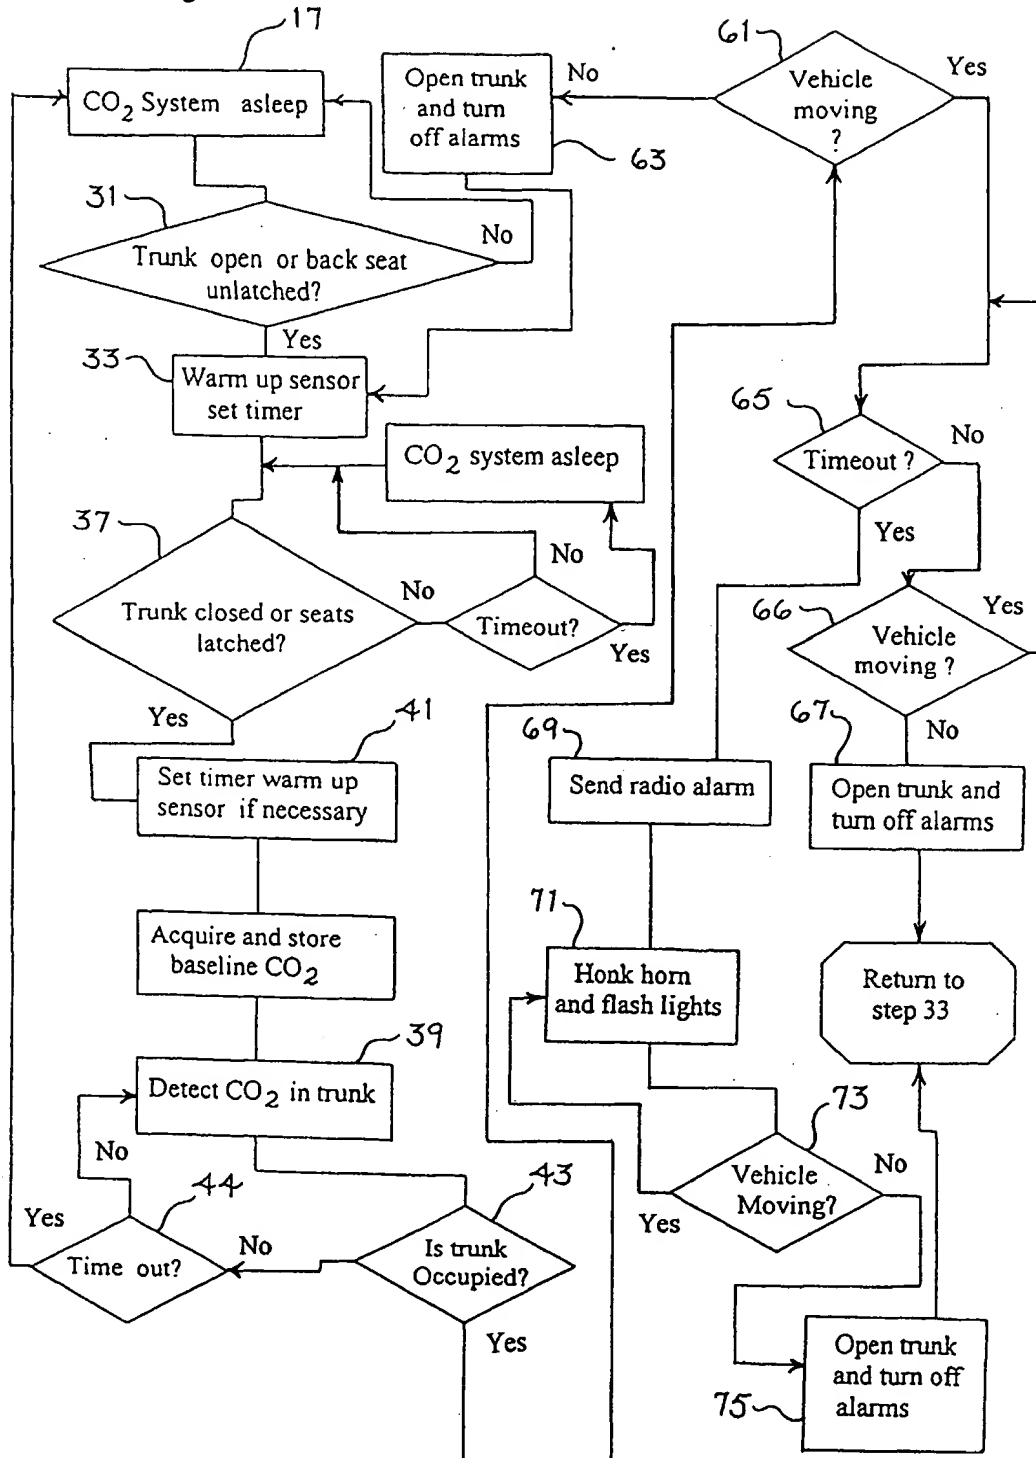 17
CO2 System asleep
31
Trunk open or back seat
unlatched?
No
Yes
33
Warm up sensor
set timer
CO2 system asleep
37
Trunk closed or seats
latched?
No
Timeout?
No
Yes
Yes
41
Set timer warm up
sensor if necessary
Acquire and store
baseline CO2
39
Detect CO2 in trunk
No
44
Yes
Time out?
No
43
Is trunk
Occupied?
Yes
Open trunk
and turn
off alarms
63
No
61
Vehicle
moving
?
Yes
65
Timeout ?
No
Yes
66
Vehicle
moving ?
Yes
No
67
Open trunk and
turn off alarms
69
Send radio alarm
71
Honk horn
and flash lights
Return to
step 33
73
Vehicle
Moving?
No
Yes
Open trunk
and turn off
alarms
75